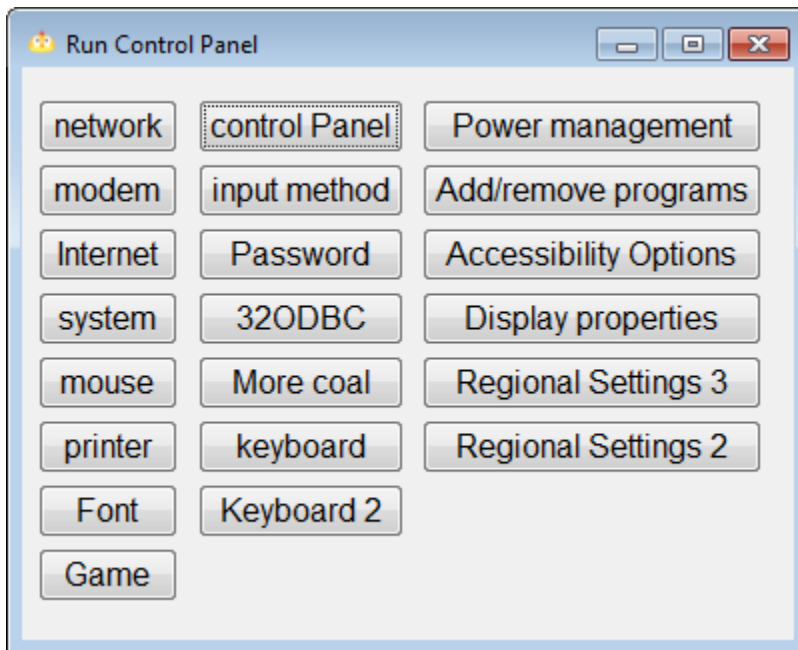 Run Control Panel
network control Panel Power management
modem input method Add/remove programs
Internet Password Accessibility Options
system 32ODBC Display properties
mouse More coal Regional Settings 3
printer keyboard Regional Settings 2
Font Keyboard 2
Game